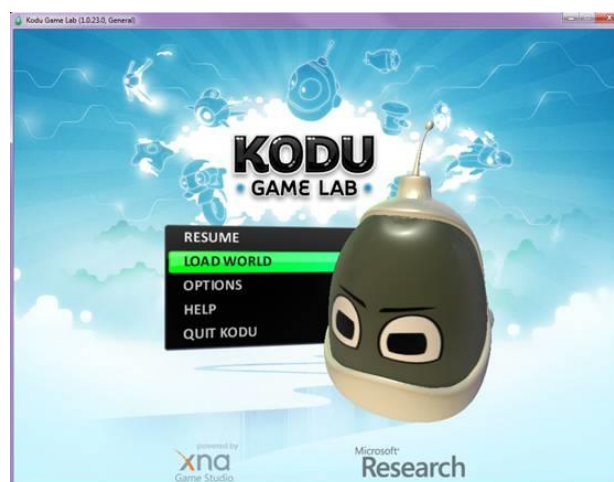 Kodu Game Lab (1.0.23.0, General)
KODU
GAME LAB
RESUME
LOAD WORLD
OPTIONS
HELP
QUIT KODU
powered by
xna
Game Studio
Microsoft
Research